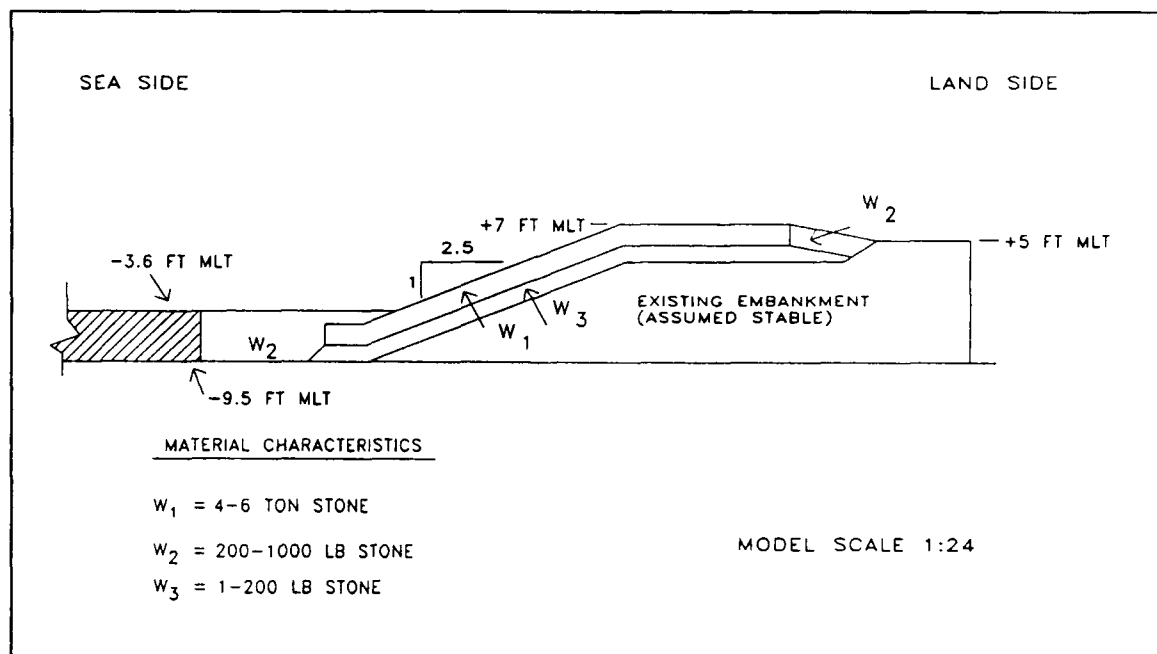 SEA SIDE
LAND SIDE
W2
+7 FT MLT
+5 FT MLT
2.5
-3.6 FT MLT
1
EXISTING EMBANKMENT
(ASSUMED STABLE)
W3
W1
W2
-9.5 FT MLT
MATERIAL CHARACTERISTICS
W1 = 4-6 TON STONE
W2 = 200-1000 LB STONE
MODEL SCALE 1:24
W3 = 1-200 LB STONE